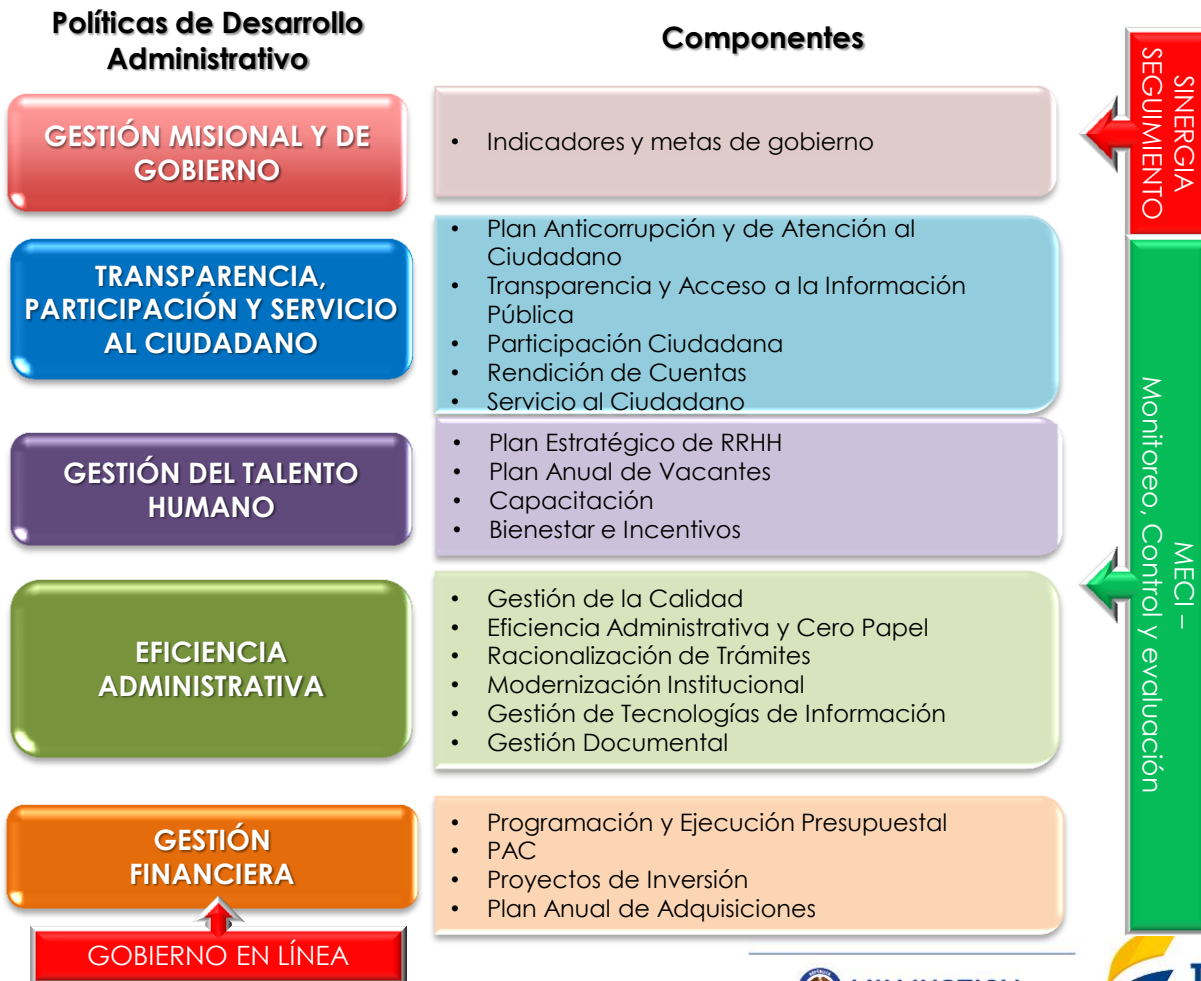 Políticas de Desarrollo
Administrativo
Componentes
GESTIÓN MISIONAL Y DE
GOBIERNO
• Indicadores y metas de gobierno
TRANSPARENCIA,
PARTICIPACIÓN Y SERVICIO
AL CIUDADANO
• Plan Anticorrupción y de Atención al
Ciudadano
• Transparencia y Acceso a la Información
Pública
• Participación Ciudadana
• Rendición de Cuentas
• Servicio al Ciudadano
GESTIÓN DEL TALENTO
HUMANO
• Plan Estratégico de RRHH
• Plan Anual de Vacantes
• Capacitación
• Bienestar e Incentivos
EFICIENCIA
ADMINISTRATIVA
• Gestión de la Calidad
• Eficiencia Administrativa y Cero Papel
• Racionalización de Trámites
• Modernización Institucional
• Gestión de Tecnologías de Información
• Gestión Documental
GESTIÓN
FINANCIERA
• Programación y Ejecución Presupuestal
• PAC
• Proyectos de Inversión
• Plan Anual de Adquisiciones
GOBIERNO EN LÍNEA
SINERGIA
SEGUIMIENTO
MECI –
Monitoreo, Control y evaluación